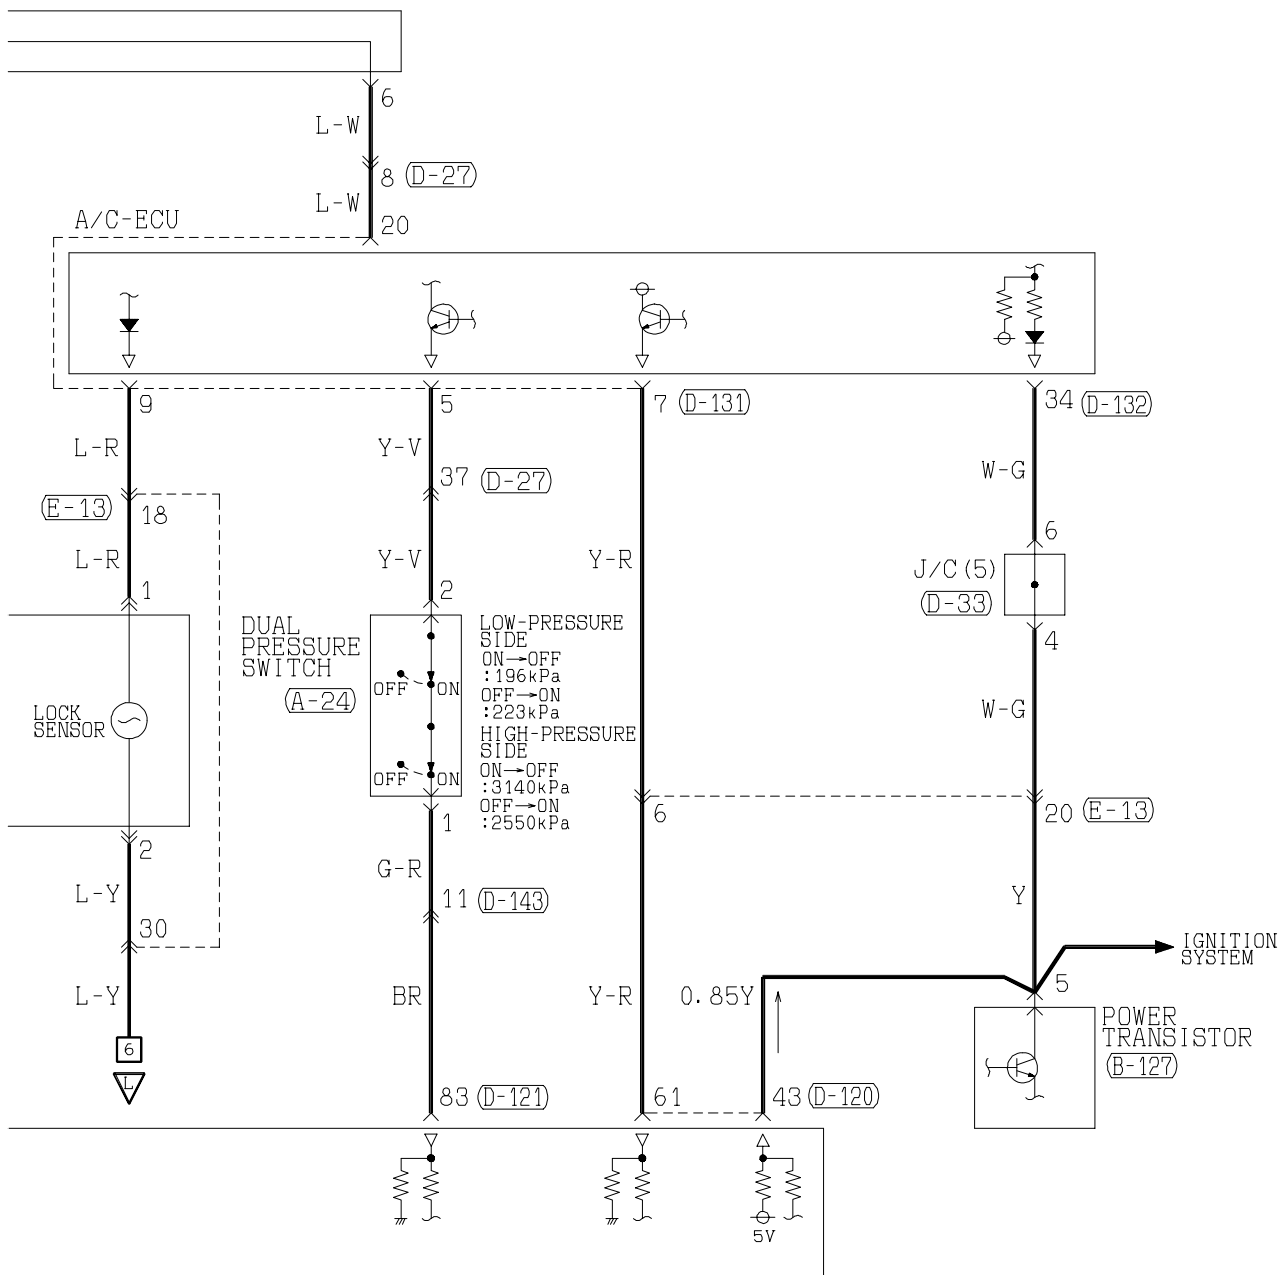 6
L-W
8 (D-27)
L-W
20
A/C-ECU
9
5
7 (D-131)
34 (D-132)
L-R
Y-V
37 (D-27)
W-G
(E-13)
18
6
L-R
Y-V
Y-R
J/C(5)
(D-33)
1
2
4
DUAL
PRESSURE
SWITCH
(A-24)
OFF
ON
OFF
ON
LOW-PRESSURE
SIDE
ON→OFF
:196kPa
OFF→ON
:223kPa
HIGH-PRESSURE
SIDE
ON→OFF
:3140kPa
OFF→ON
:2550kPa
LOCK
SENSOR
W-G
6
20 (E-13)
2
1
G-R
L-Y
11 (D-143)
Y
30
IGNITION
SYSTEM
L-Y
BR
Y-R
0.85Y
5
POWER
TRANSISTOR
(B-127)
6
L
83 (D-121)
61
43 (D-120)
5V